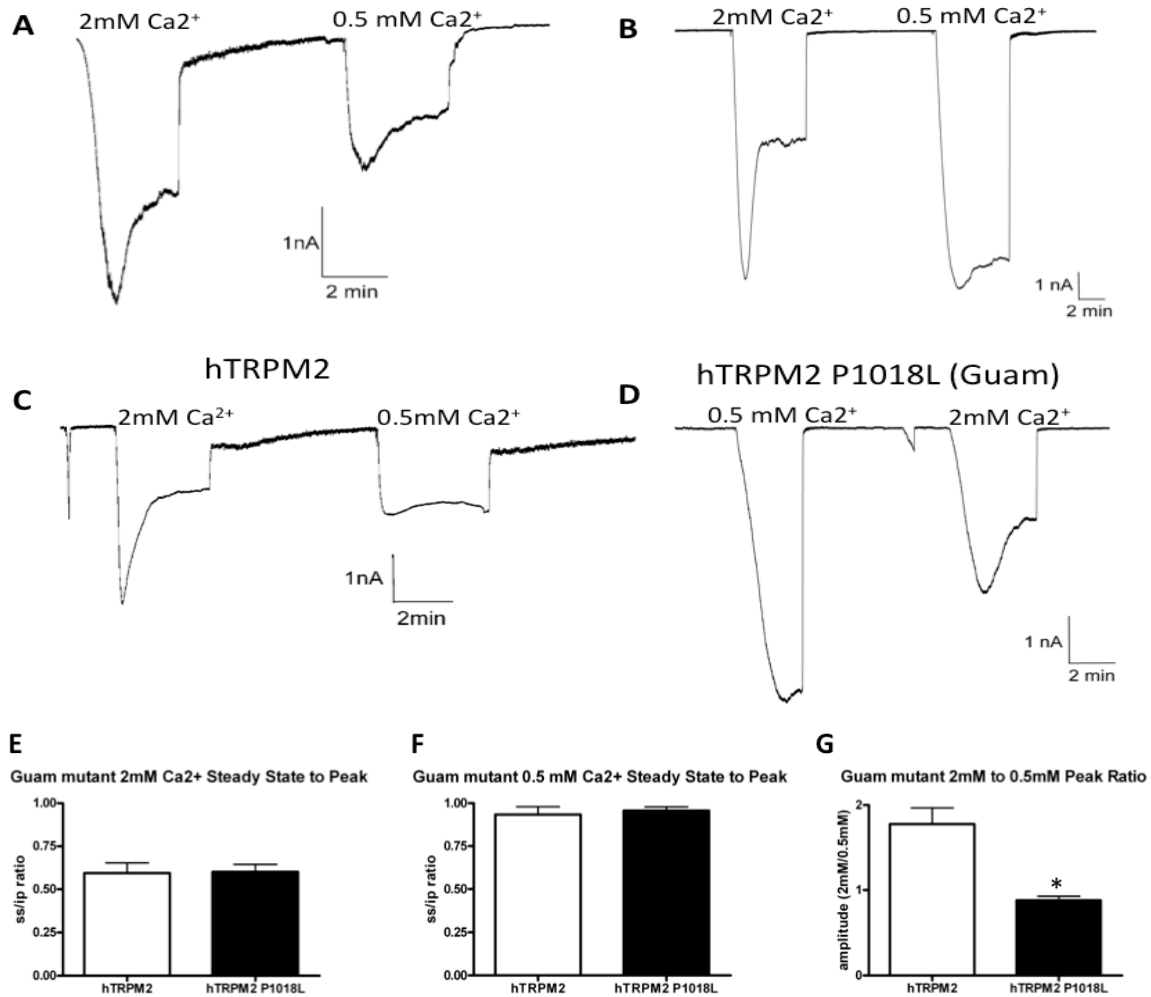 A
2mM Ca2⁺
0.5 mM Ca2⁺
1nA
2 min
B
2mM Ca2⁺
0.5 mM Ca2⁺
1 nA
2 min
hTRPM2
C
2mM Ca²⁺
0.5mM Ca2⁺
1nA
2min
hTRPM2 P1018L (Guam)
D
0.5 mM Ca2⁺
2mM Ca2⁺
1 nA
2 min
E
Guam mutant 2mM Ca2+ Steady State to Peak
ss/ip ratio
1.00
0.75
0.50
0.25
0.00
hTRPM2
hTRPM2 P1018L
F
Guam mutant 0.5 mM Ca2+ Steady State to Peak
ss/ip ratio
1.00
0.75
0.50
0.25
0.00
hTRPM2
hTRPM2 P1018L
G
Guam mutant 2mM to 0.5mM Peak Ratio
amplitude (2mM/0.5mM)
2
1
0
*
hTRPM2
hTRPM2 P1018L